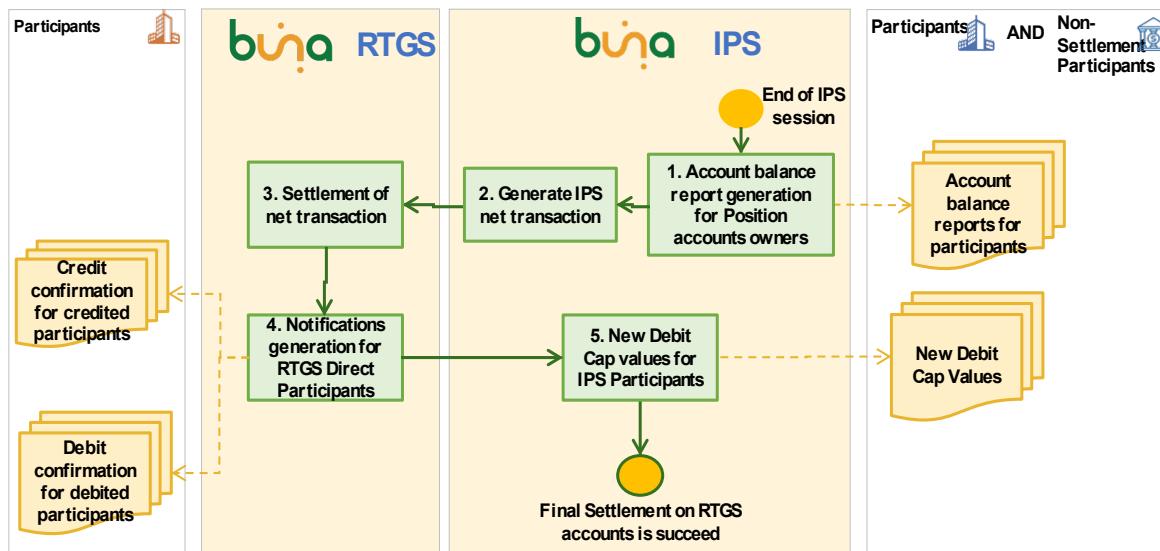 Participants
buna RTGS
buna IPS
Participants
AND
Non-
Settlement
Participants
End of IPS
session
3. Settlement of
net transaction
2. Generate IPS
net transaction
1. Account balance
report generation
for Position
accounts owners
Account
balance
reports for
participants
Credit
confirmation
for credited
participants
4. Notifications
generation for
RTGS Direct
Participants
5. New Debit
Cap values for
IPS Participants
New Debit
Cap Values
Debit
confirmation
for debited
participants
Final Settlement on RTGS
accounts is succeed